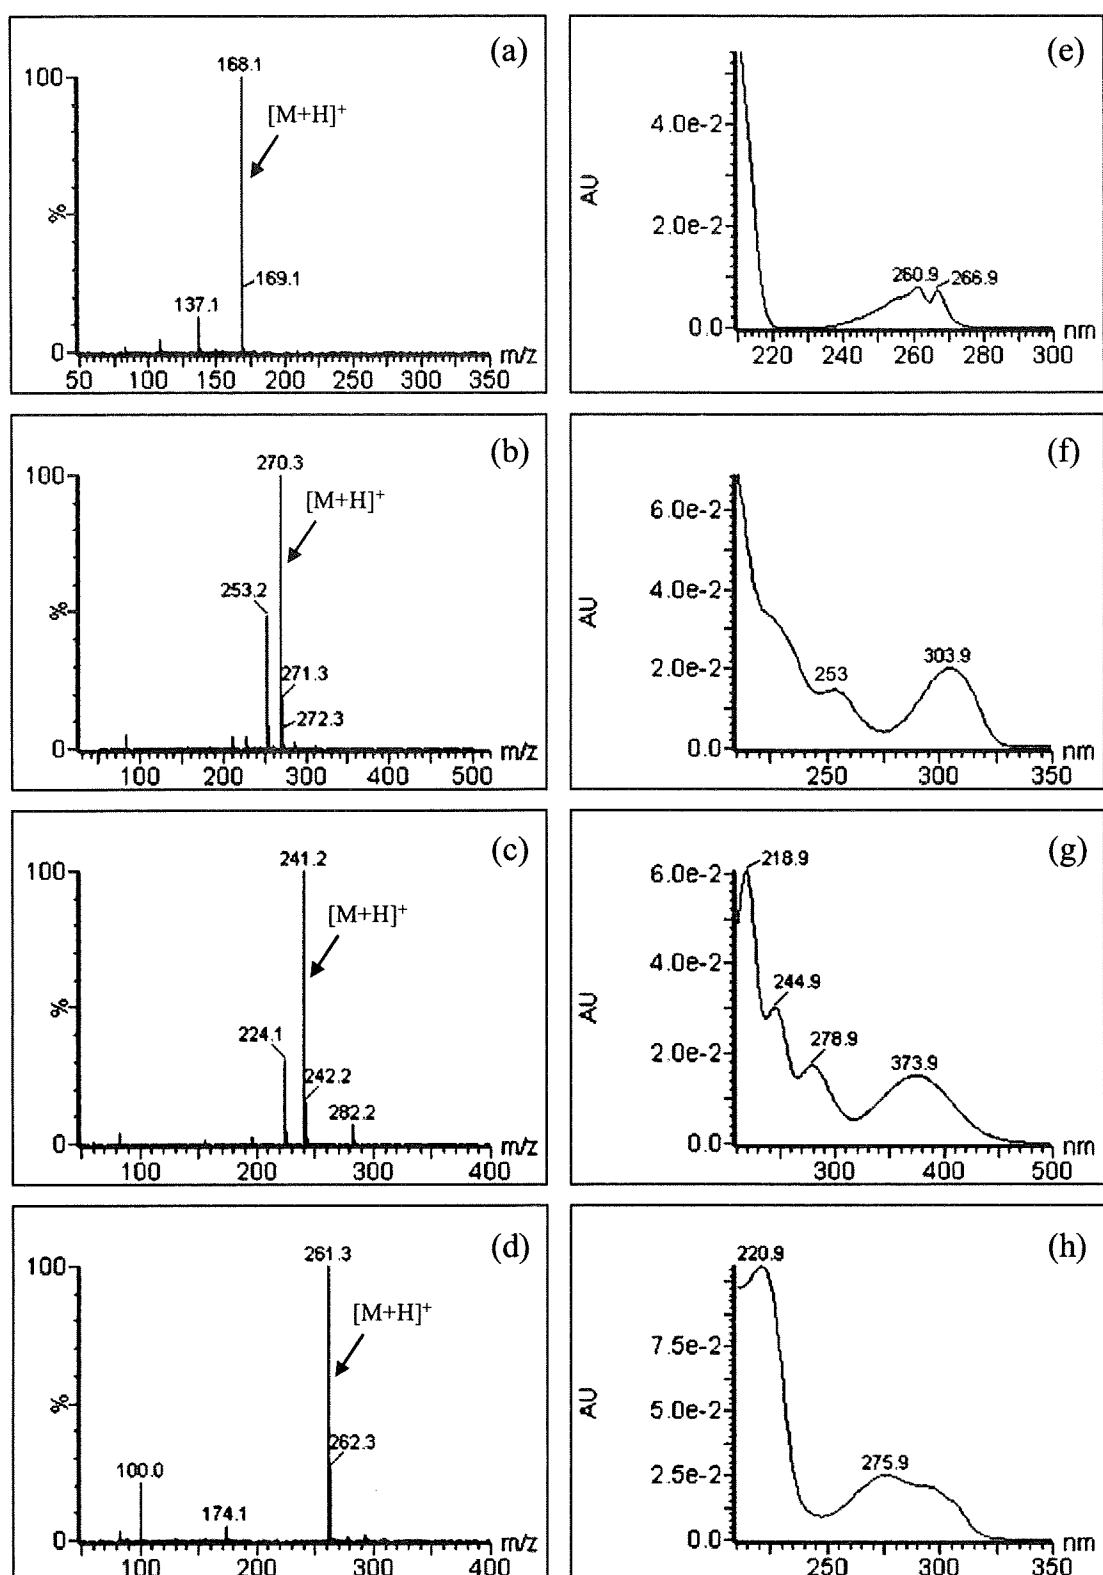 (a)
168.1
100
[M+H]+
%
169.1
137.1
0
m/z
50 100 150 200 250 300 350
(e)
4.0e-2
AU
2.0e-2
260.9 266.9
0.0
nm
220 240 260 280 300
(b)
270.3
100
[M+H]+
253.2
%
271.3
272.3
0
m/z
100 200 300 400 500
(f)
6.0e-2
AU
4.0e-2
303.9
253
2.0e-2
0.0
nm
250 300 350
(c)
241.2
100
[M+H]+
%
224.1
242.2
282.2
0
m/z
100 200 300 400
(g)
218.9
6.0e-2
AU
4.0e-2
244.9
278.9
2.0e-2
373.9
0.0
nm
300 400 500
(d)
261.3
100
[M+H]+
%
262.3
100.0
174.1
0
m/z
100 200 300 400
(h)
220.9
7.5e-2
AU
5.0e-2
275.9
2.5e-2
0.0
nm
250 300 350